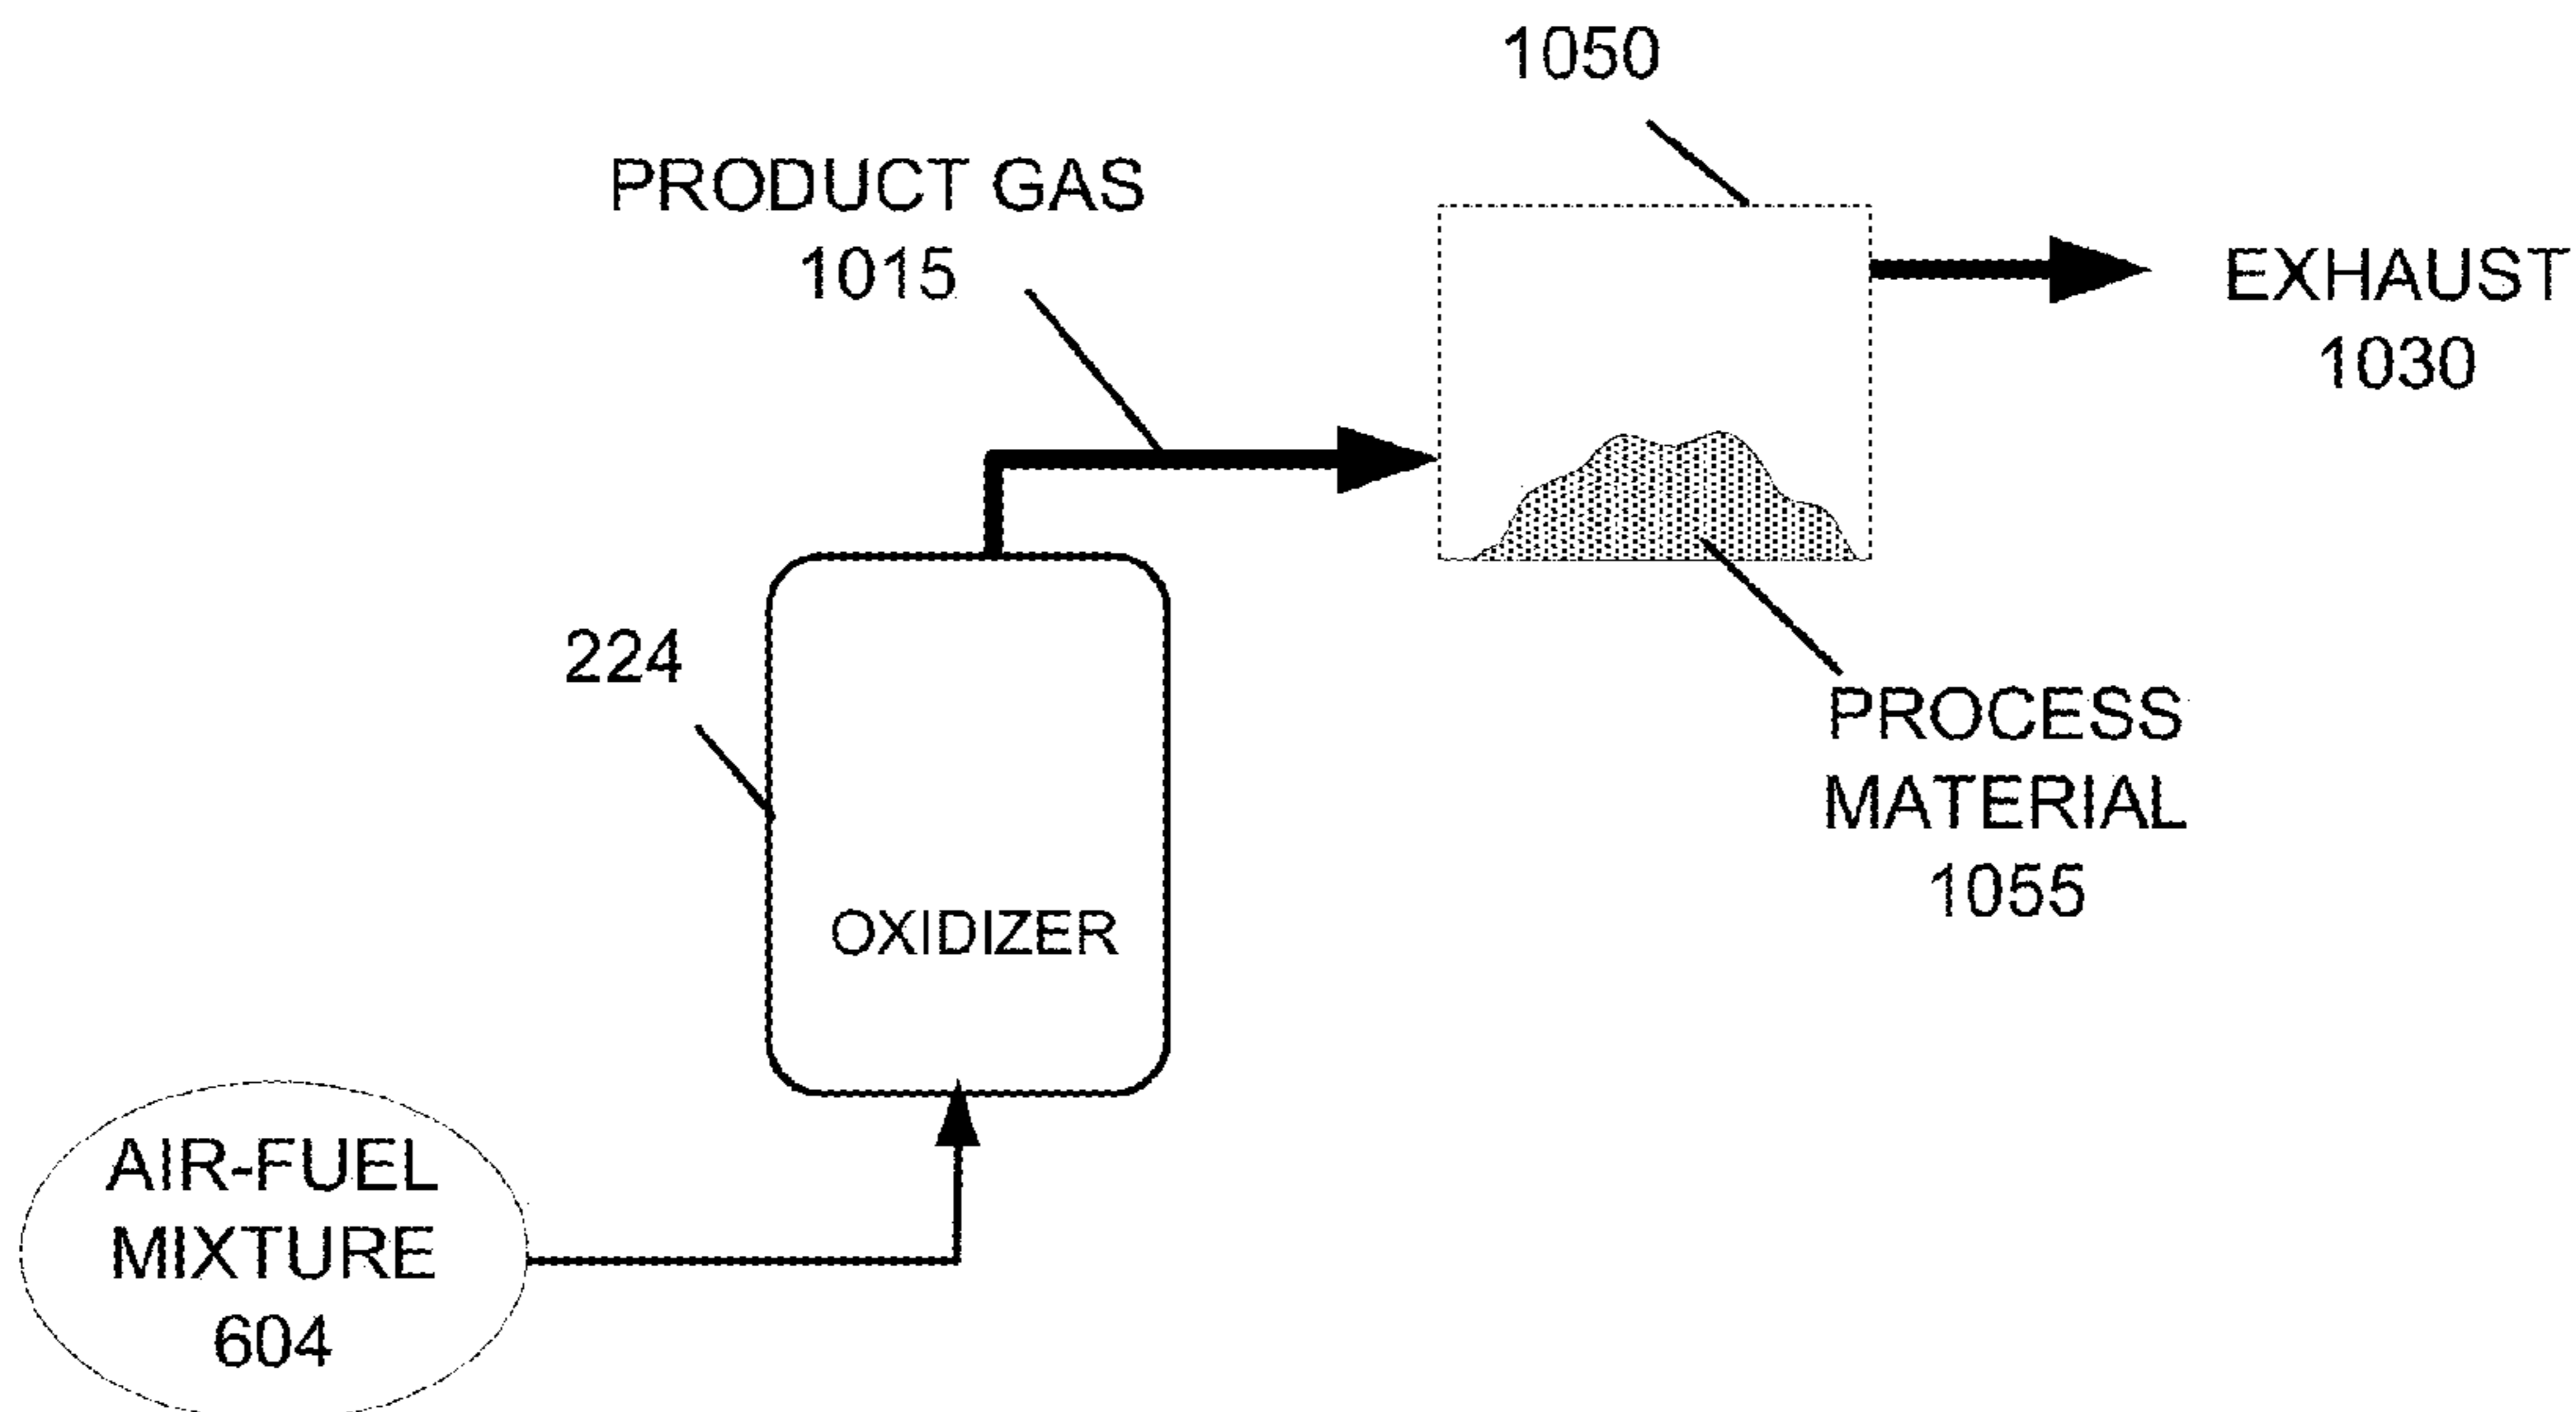 1050
PRODUCT GAS
1015
EXHAUST
1030
224
PROCESS
MATERIAL
1055
OXIDIZER
AIR-FUEL
MIXTURE
604